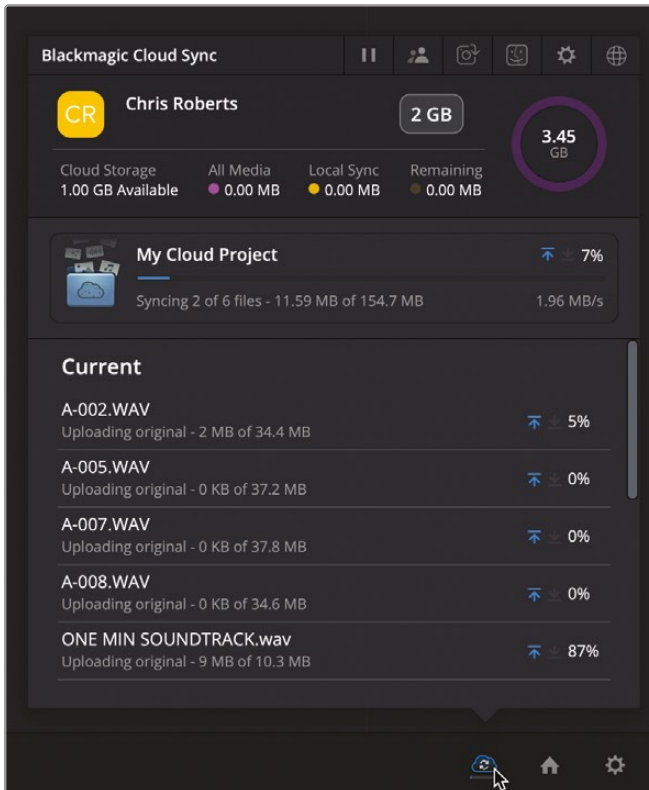 Blackmagic Cloud Sync
CR
Chris Roberts
2 GB
3.45
GB
Cloud Storage All Media Local Sync Remaining
1.00 GB Available 0.00 MB 0.00 MB 0.00 MB
My Cloud Project 7%
Syncing 2 of 6 files - 11.59 MB of 154.7 MB 1.96 MB/s
Current
A-002.WAV
Uploading original - 2 MB of 34.4 MB 5%
A-005.WAV
Uploading original - 0 KB of 37.2 MB 0%
A-007.WAV
Uploading original - 0 KB of 37.8 MB 0%
A-008.WAV
Uploading original - 0 KB of 34.6 MB 0%
ONE MIN SOUNDTRACK.wav
Uploading original - 9 MB of 10.3 MB 87%